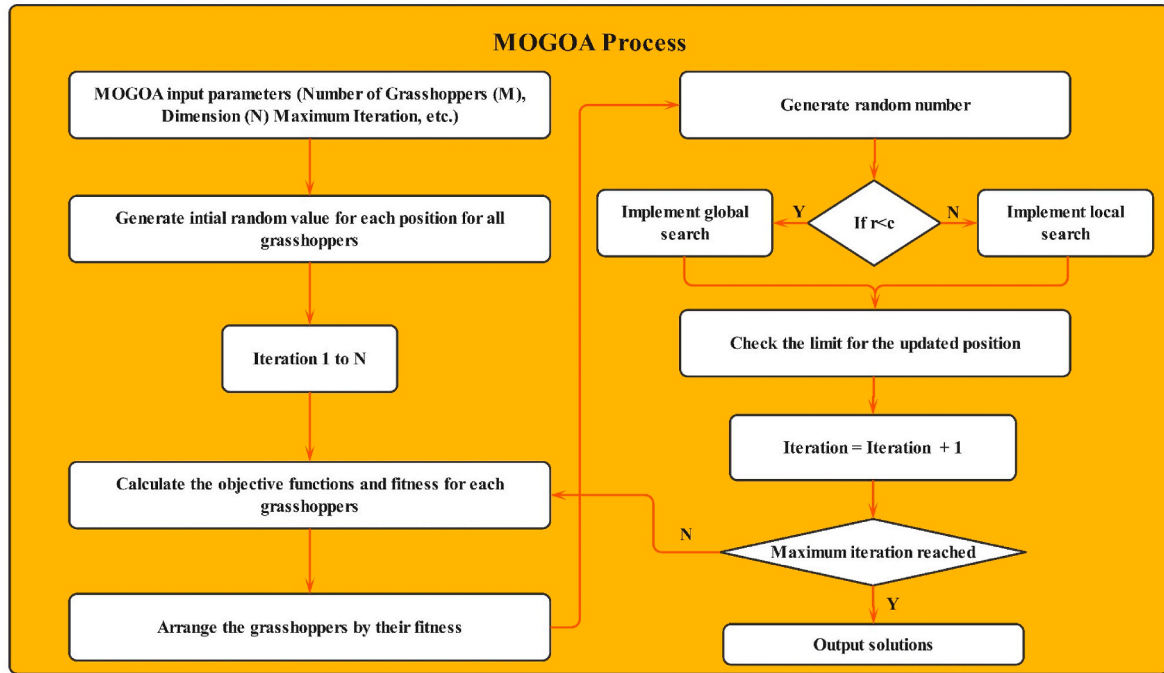 MOGOA Process
MOGOA input parameters (Number of Grasshoppers (M),
Dimension (N) Maximum Iteration, etc.)
Generate intial random value for each position for all
grasshoppers
Iteration 1 to N
Calculate the objective functions and fitness for each
grasshoppers
Arrange the grasshoppers by their fitness
Generate random number
If r<c
Y
N
Implement global
search
Implement local
search
Check the limit for the updated position
Iteration = Iteration + 1
Maximum iteration reached
N
Y
Output solutions